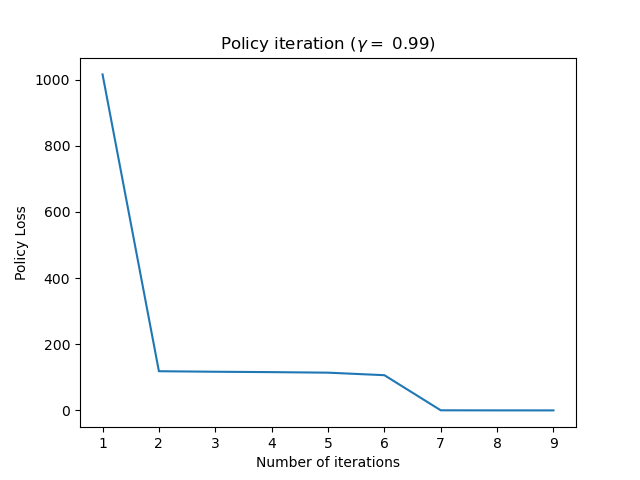 Policy iteration (γ = 0.99)
1000
800
600
400
200
0
Policy Loss
1 2 3 4 5 6 7 8 9
Number of iterations